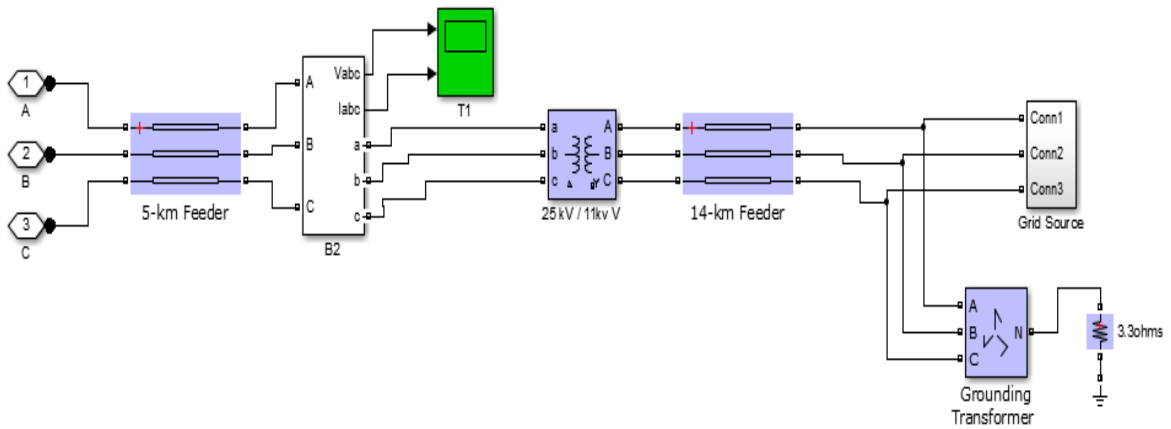 1
A
2
B
3
C
5-km Feeder
A
B
C
Vabc
Iabc
a
b
c
B2
T1
a
b
c
A
B
C
Δ
Y
25 kV / 11kv V
14-km Feeder
Conn1
Conn2
Conn3
Grid Source
A
B
C
N
Grounding
Transformer
3.3ohms